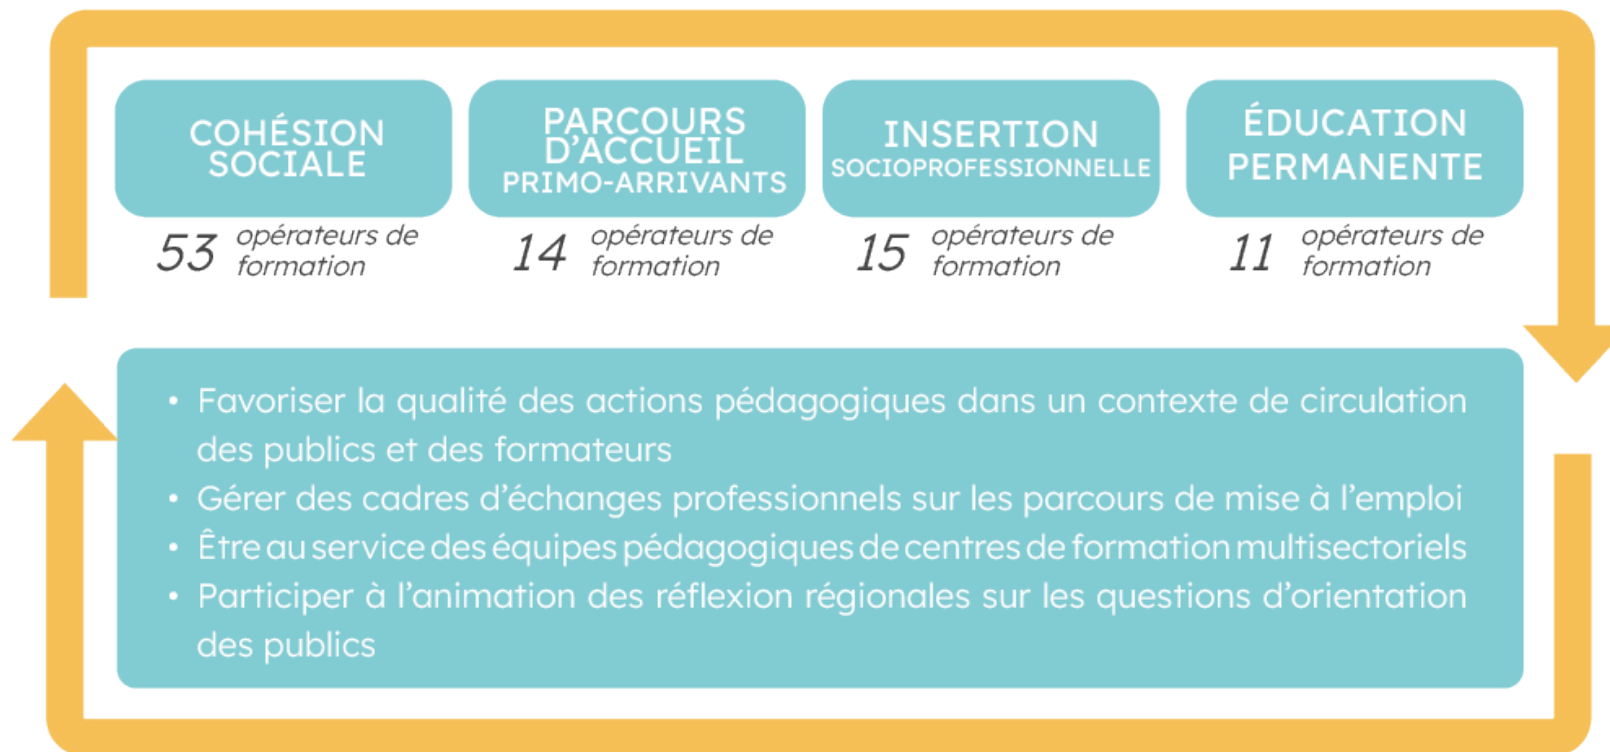 COHÉSION
SOCIALE
PARCOURS
D’ACCUEIL
PRIMO-ARRIVANTS
INSERTION
SOCIOPROFESSIONNELLE
ÉDUCATION
PERMANENTE
53 opérateurs de
formation
14 opérateurs de
formation
15 opérateurs de
formation
11 opérateurs de
formation
• Favoriser la qualité des actions pédagogiques dans un contexte de circulation
des publics et des formateurs
• Gérer des cadres d’échanges professionnels sur les parcours de mise à l’emploi
• Être au service des équipes pédagogiques de centres de formation multisectoriels
• Participer à l’animation des réflexion régionales sur les questions d’orientation
des publics